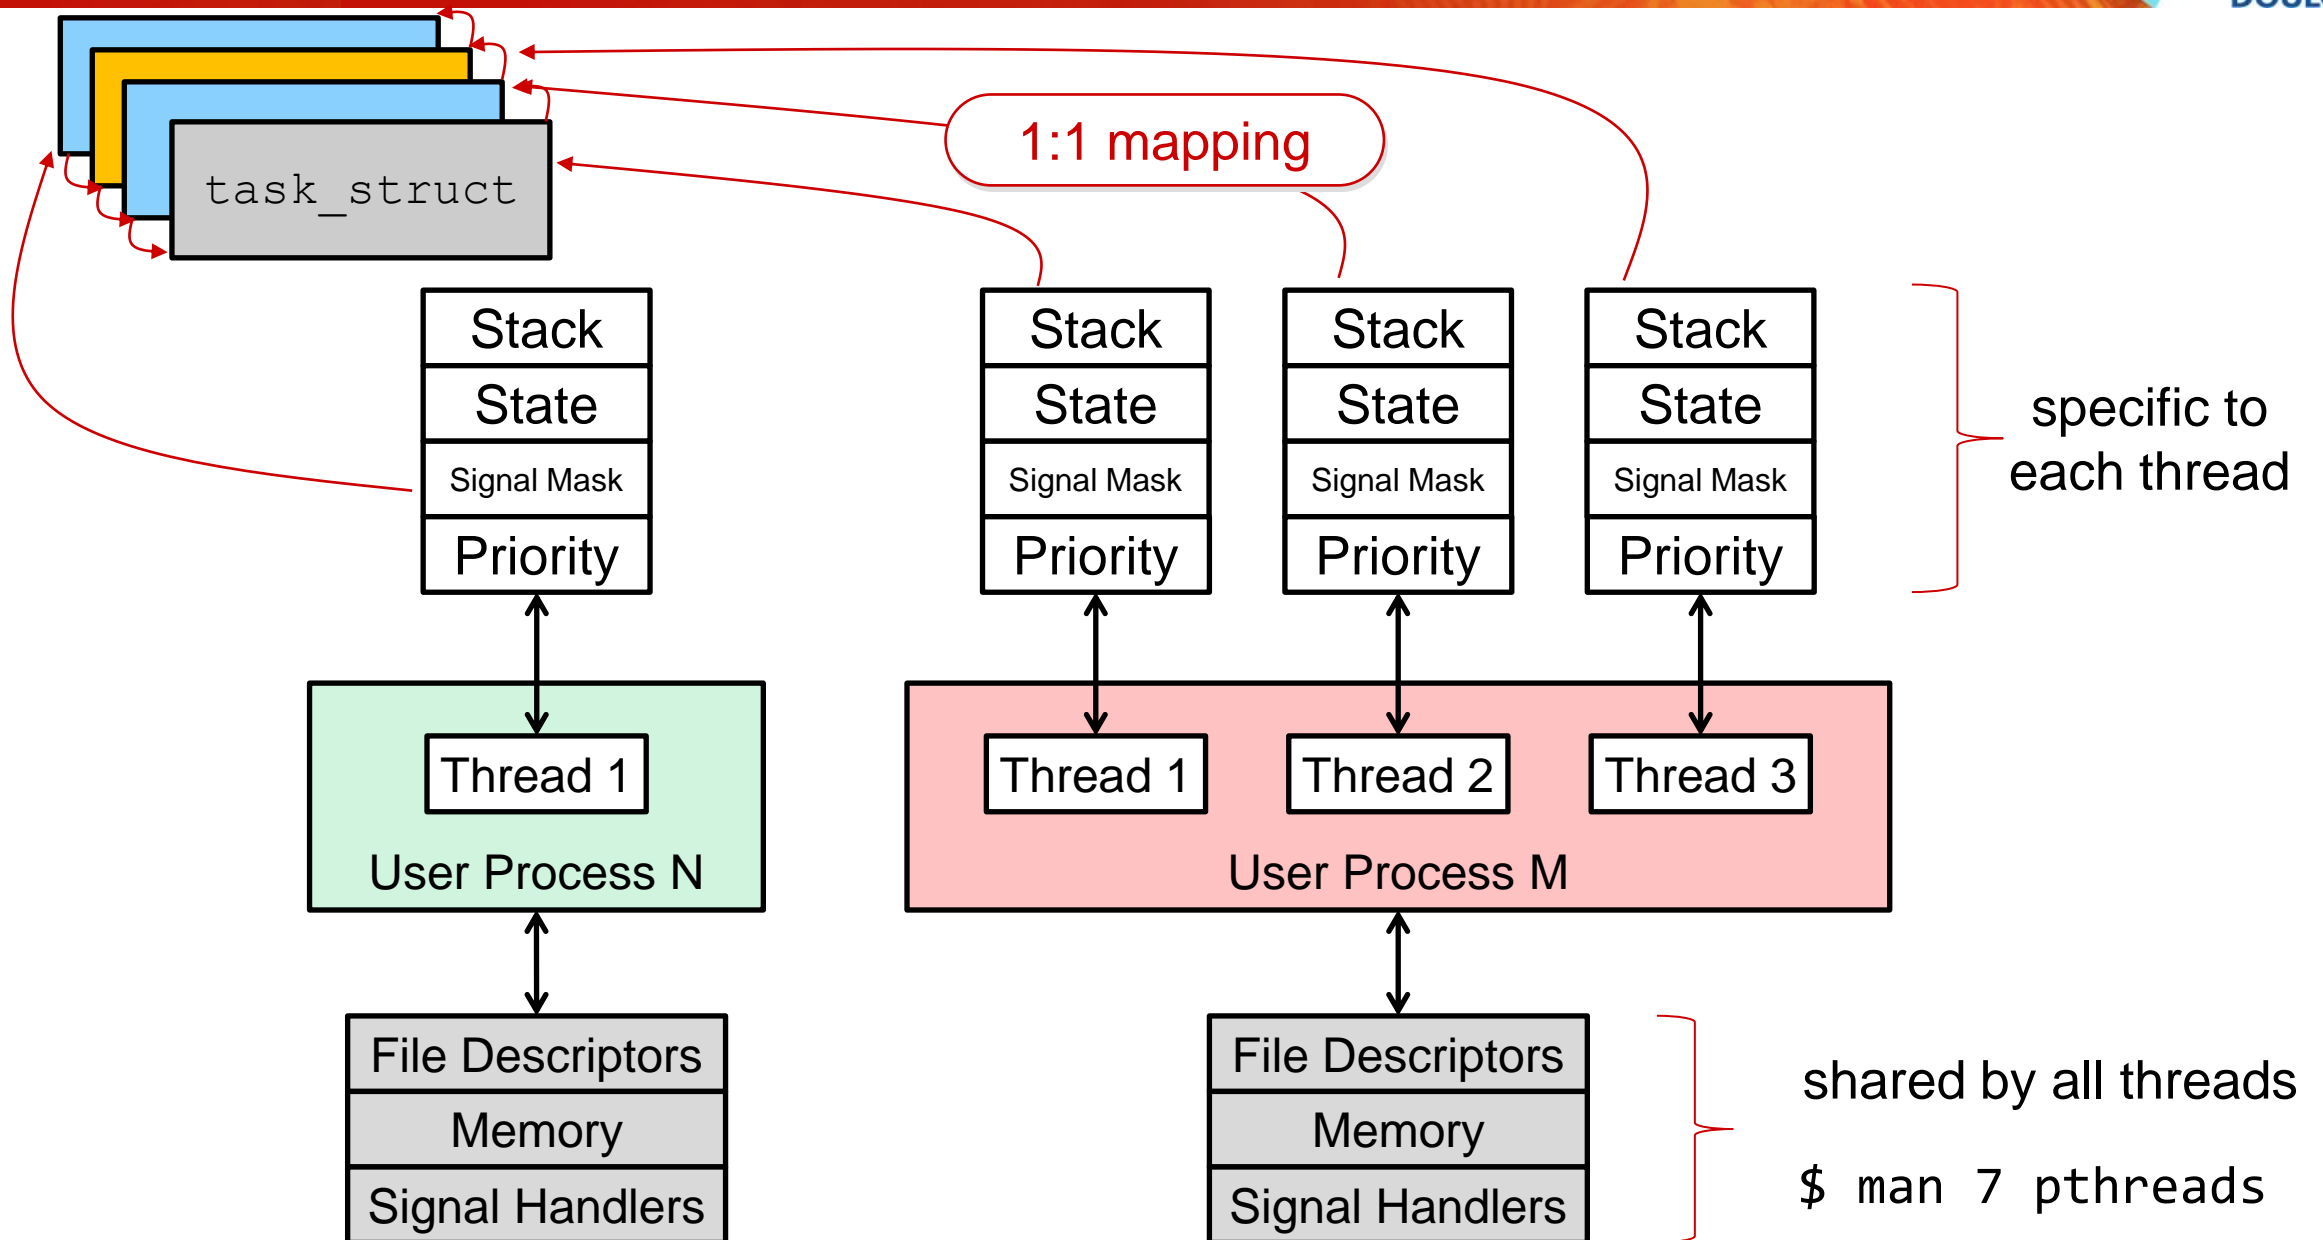 1:1 mapping
task_struct
Stack
State
Signal Mask
Priority
Stack
State
Signal Mask
Priority
Stack
State
Signal Mask
Priority
Stack
State
Signal Mask
Priority
specific to
each thread
Thread 1
User Process N
Thread 1
Thread 2
Thread 3
User Process M
File Descriptors
Memory
Signal Handlers
File Descriptors
Memory
Signal Handlers
shared by all threads
$ man 7 pthreads